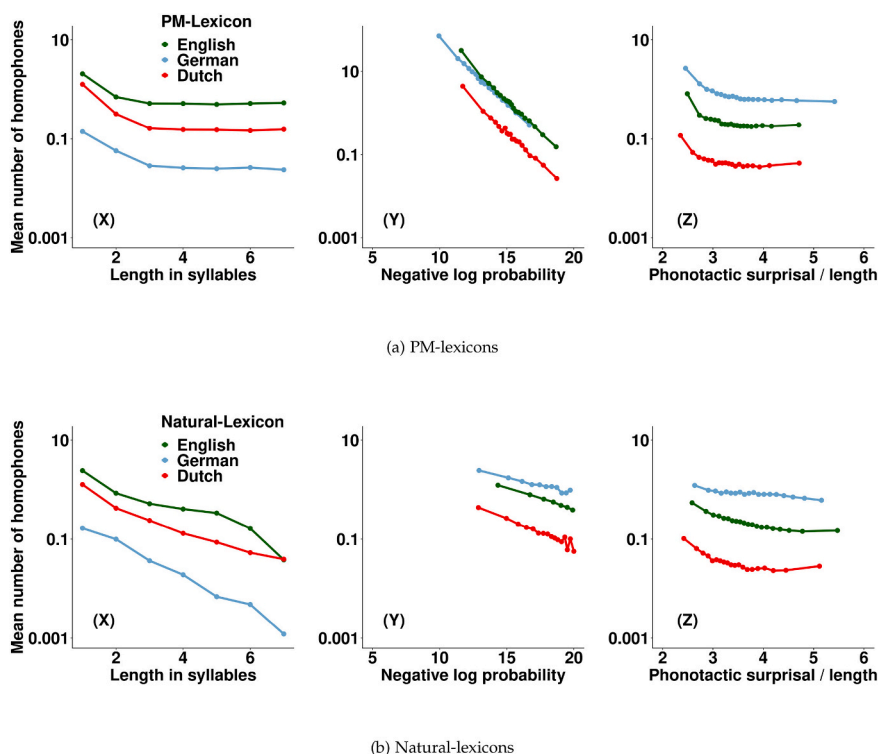 PM-Lexicon
English
German
Dutch
Mean number of homophones
10
0.1
0.001
(X)
2 4 6
Length in syllables
10
0.1
0.001
(Y)
5 10 15 20
Negative log probability
10
0.1
0.001
(Z)
2 3 4 5 6
Phonotactic surprisal / length
(a) PM-lexicons
Natural-Lexicon
English
German
Dutch
Mean number of homophones
10
0.1
0.001
(X)
2 4 6
Length in syllables
10
0.1
0.001
(Y)
5 10 15 20
Negative log probability
10
0.1
0.001
(Z)
2 3 4 5 6
Phonotactic surprisal / length
(b) Natural-lexicons